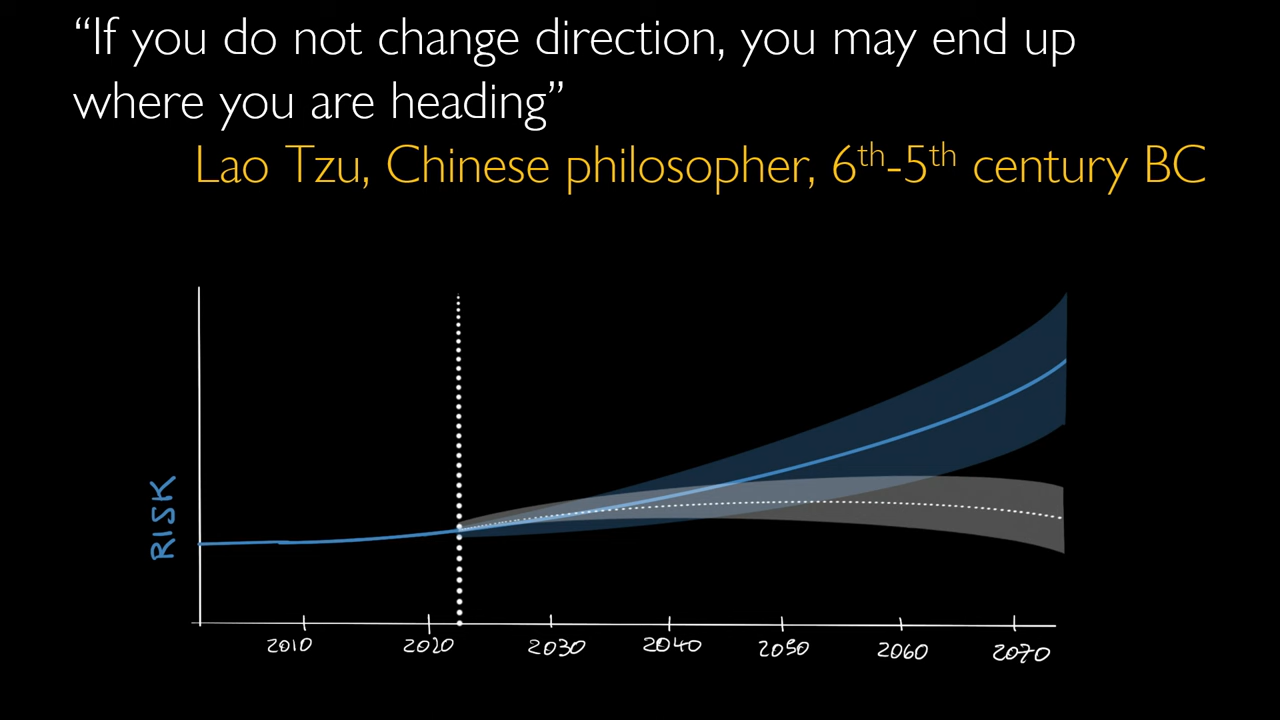 “If you do not change direction, you may end up
where you are heading”
Lao Tzu, Chinese philosopher, 6th-5th century BC
RISK
2010 2020 2030 2040 2050 2060 2070